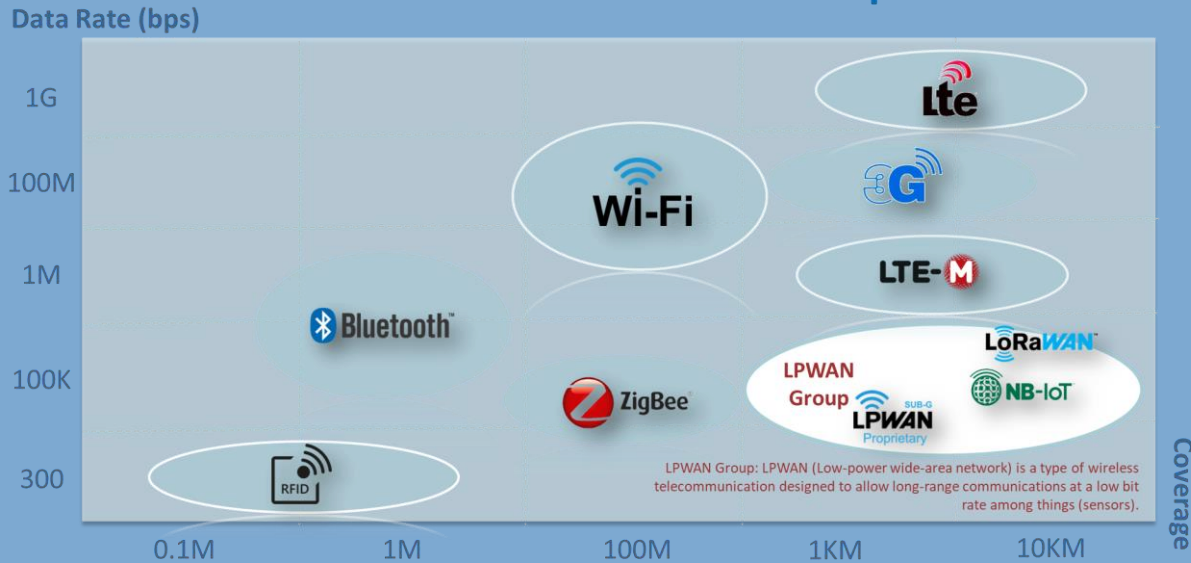 Data Rate (bps)
1G
100M
1M
100K
300
Lte
3G
Wi-Fi
LTE-M
Bluetooth™
LoRaWAN™
LPWAN
Group
NB-IoT
SUB-G
LPWAN
Proprietary
ZigBee®
RFID
LPWAN Group: LPWAN (Low-power wide-area network) is a type of wireless
telecommunication designed to allow long-range communications at a low bit
rate among things (sensors).
Coverage
0.1M 1M 100M 1KM 10KM